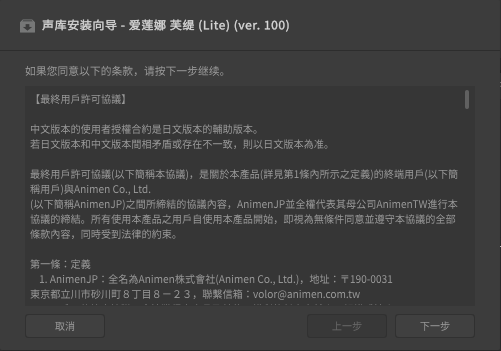 声库安装向导 - 爱莲娜 芙缇 (Lite) (ver. 100)
如果您同意以下的条款，请按下一步继续。
【最終用戶許可協議】
中文版本的使用者授權合約是日文版本的輔助版本。
若日文版本和中文版本間相矛盾或存在不一致，則以日文版本為准。
最終用戶許可協議(以下簡稱本協議)，是關於本產品(詳見第1條內所示之定義)的終端用戶(以下簡
稱用戶)與Animen Co., Ltd.
(以下簡稱AnimenJP)之間所締結的協議內容，AnimenJP並全權代表其母公司AnimenTW進行本
協議的締結。所有使用本產品之用戶自使用本產品開始，即視為無條件同意並遵守本協議的全部
條款內容，同時受到法律的約束。
第一條：定義
1. AnimenJP：全名為Animen株式會社(Animen Co., Ltd.)，地址：〒190-0031
東京都立川市砂川町８丁目８－２３，聯繫信箱：volor@animen.com.tw
取消
上一步
下一步